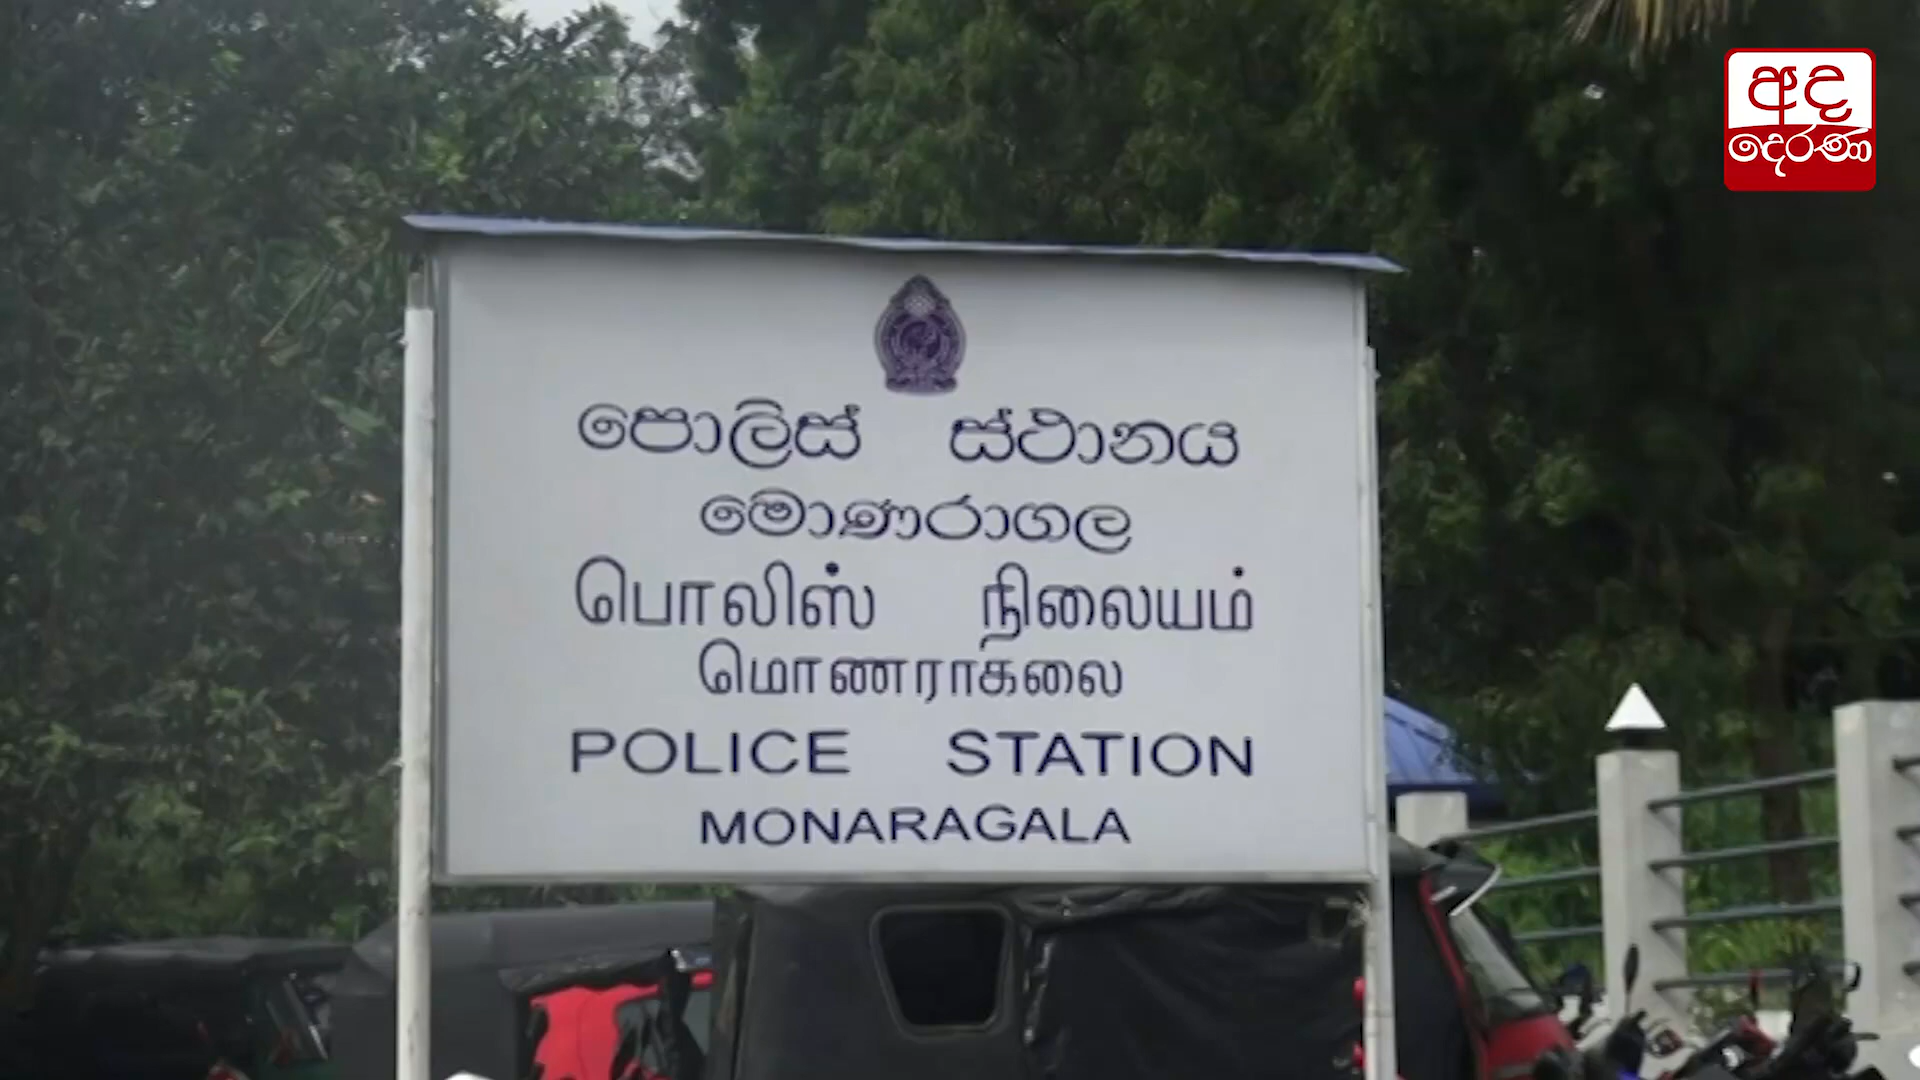 අද
දෙරණ
පොලිස් ස්ථානය
මොණරාගල
பொலிஸ் நிலையம்
மொணராகலை
POLICE STATION
MONARAGALA